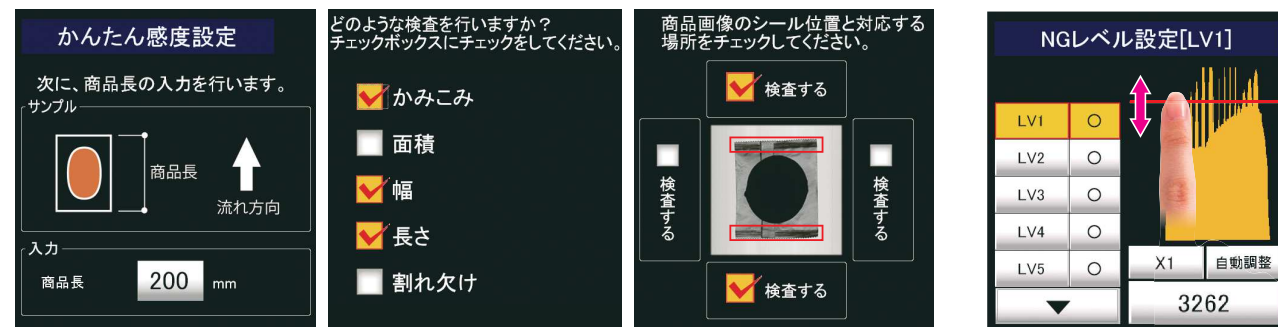 かんたん感度設定
次に、商品長の入力を行います。
サンプル
商品長
流れ方向
入力
商品長 200 mm
どのような検査を行いますか？
チェックボックスにチェックをしてください。
かみこみ
面積
幅
長さ
割れ欠け
商品画像のシール位置と対応する
場所をチェックしてください。
検査する
検査する
検査する
検査する
NGレベル設定[LV1]
LV1 ○
LV2 ○
LV3 ○
LV4 ○
LV5 ○
▼
X1 自動調整
3262